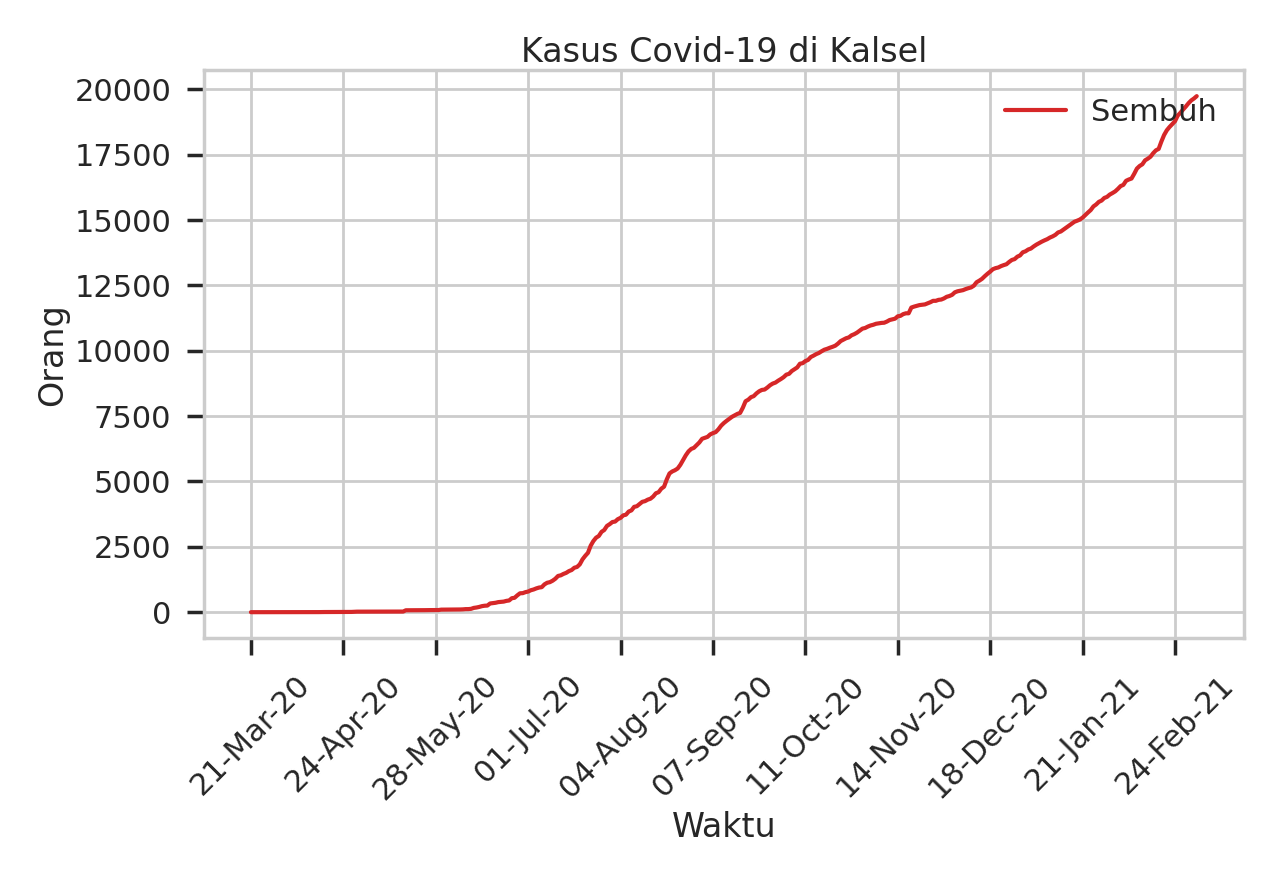 Kasus Covid-19 di Kalsel
Sembuh
Orang
20000
17500
15000
12500
10000
7500
5000
2500
0
21-Mar-20
24-Apr-20
28-May-20
01-Jul-20
04-Aug-20
07-Sep-20
11-Oct-20
14-Nov-20
18-Dec-20
21-Jan-21
24-Feb-21
Waktu